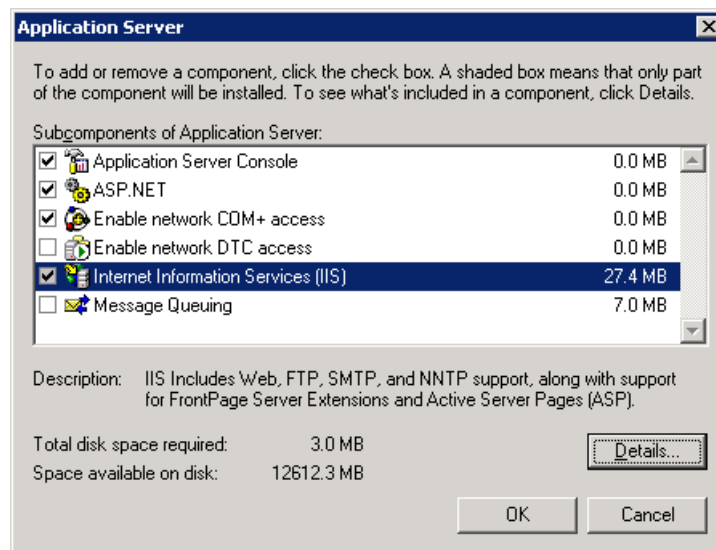 Application Server
To add or remove a component, click the check box. A shaded box means that only part
of the component will be installed. To see what's included in a component, click Details.
Subcomponents of Application Server:
Application Server Console 0.0 MB
ASP.NET 0.0 MB
Enable network COM+ access 0.0 MB
Enable network DTC access 0.0 MB
Internet Information Services (IIS) 27.4 MB
Message Queuing 7.0 MB
Description: IIS Includes Web, FTP, SMTP, and NNTP support, along with support
for FrontPage Server Extensions and Active Server Pages (ASP).
Total disk space required: 3.0 MB
Details...
Space available on disk: 12612.3 MB
OK Cancel